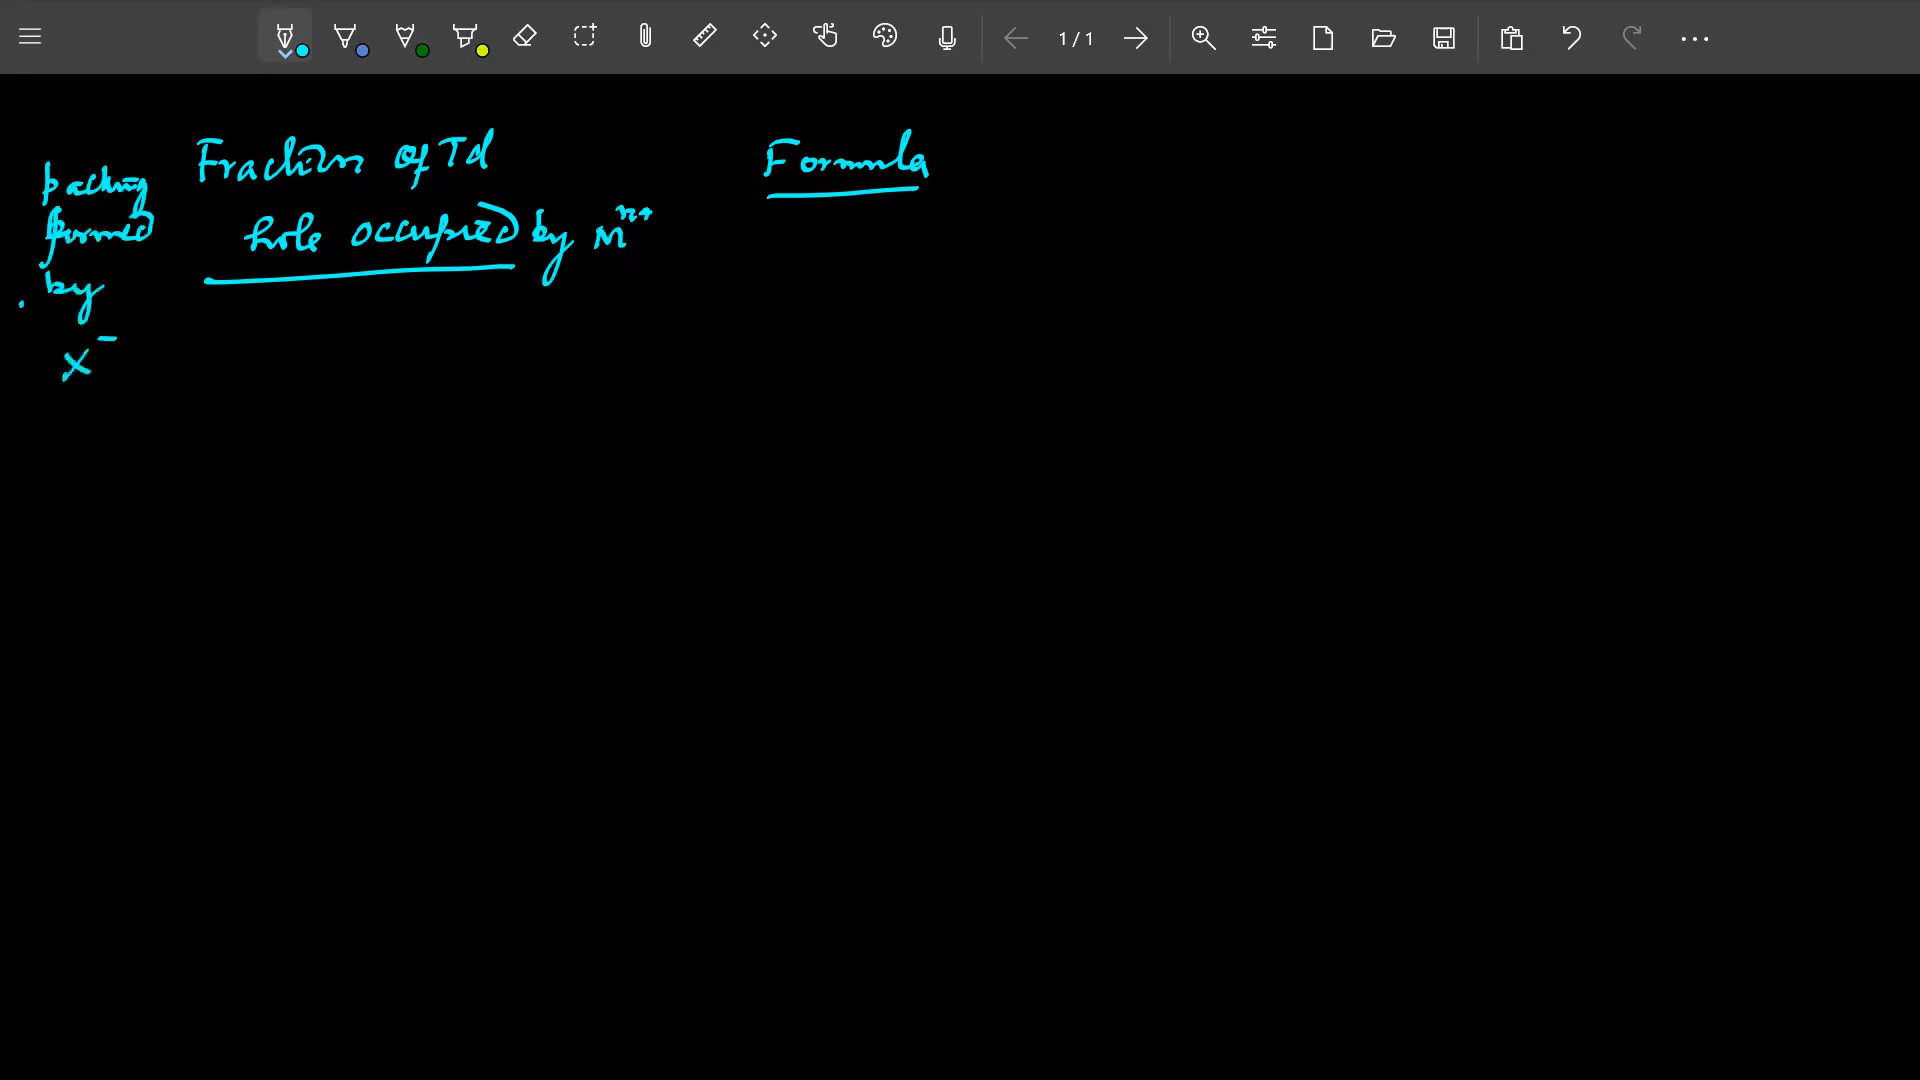 1 / 1
Fraction of Td
hole occupied by Mⁿ⁺
Formula
packing
formed
by
X⁻